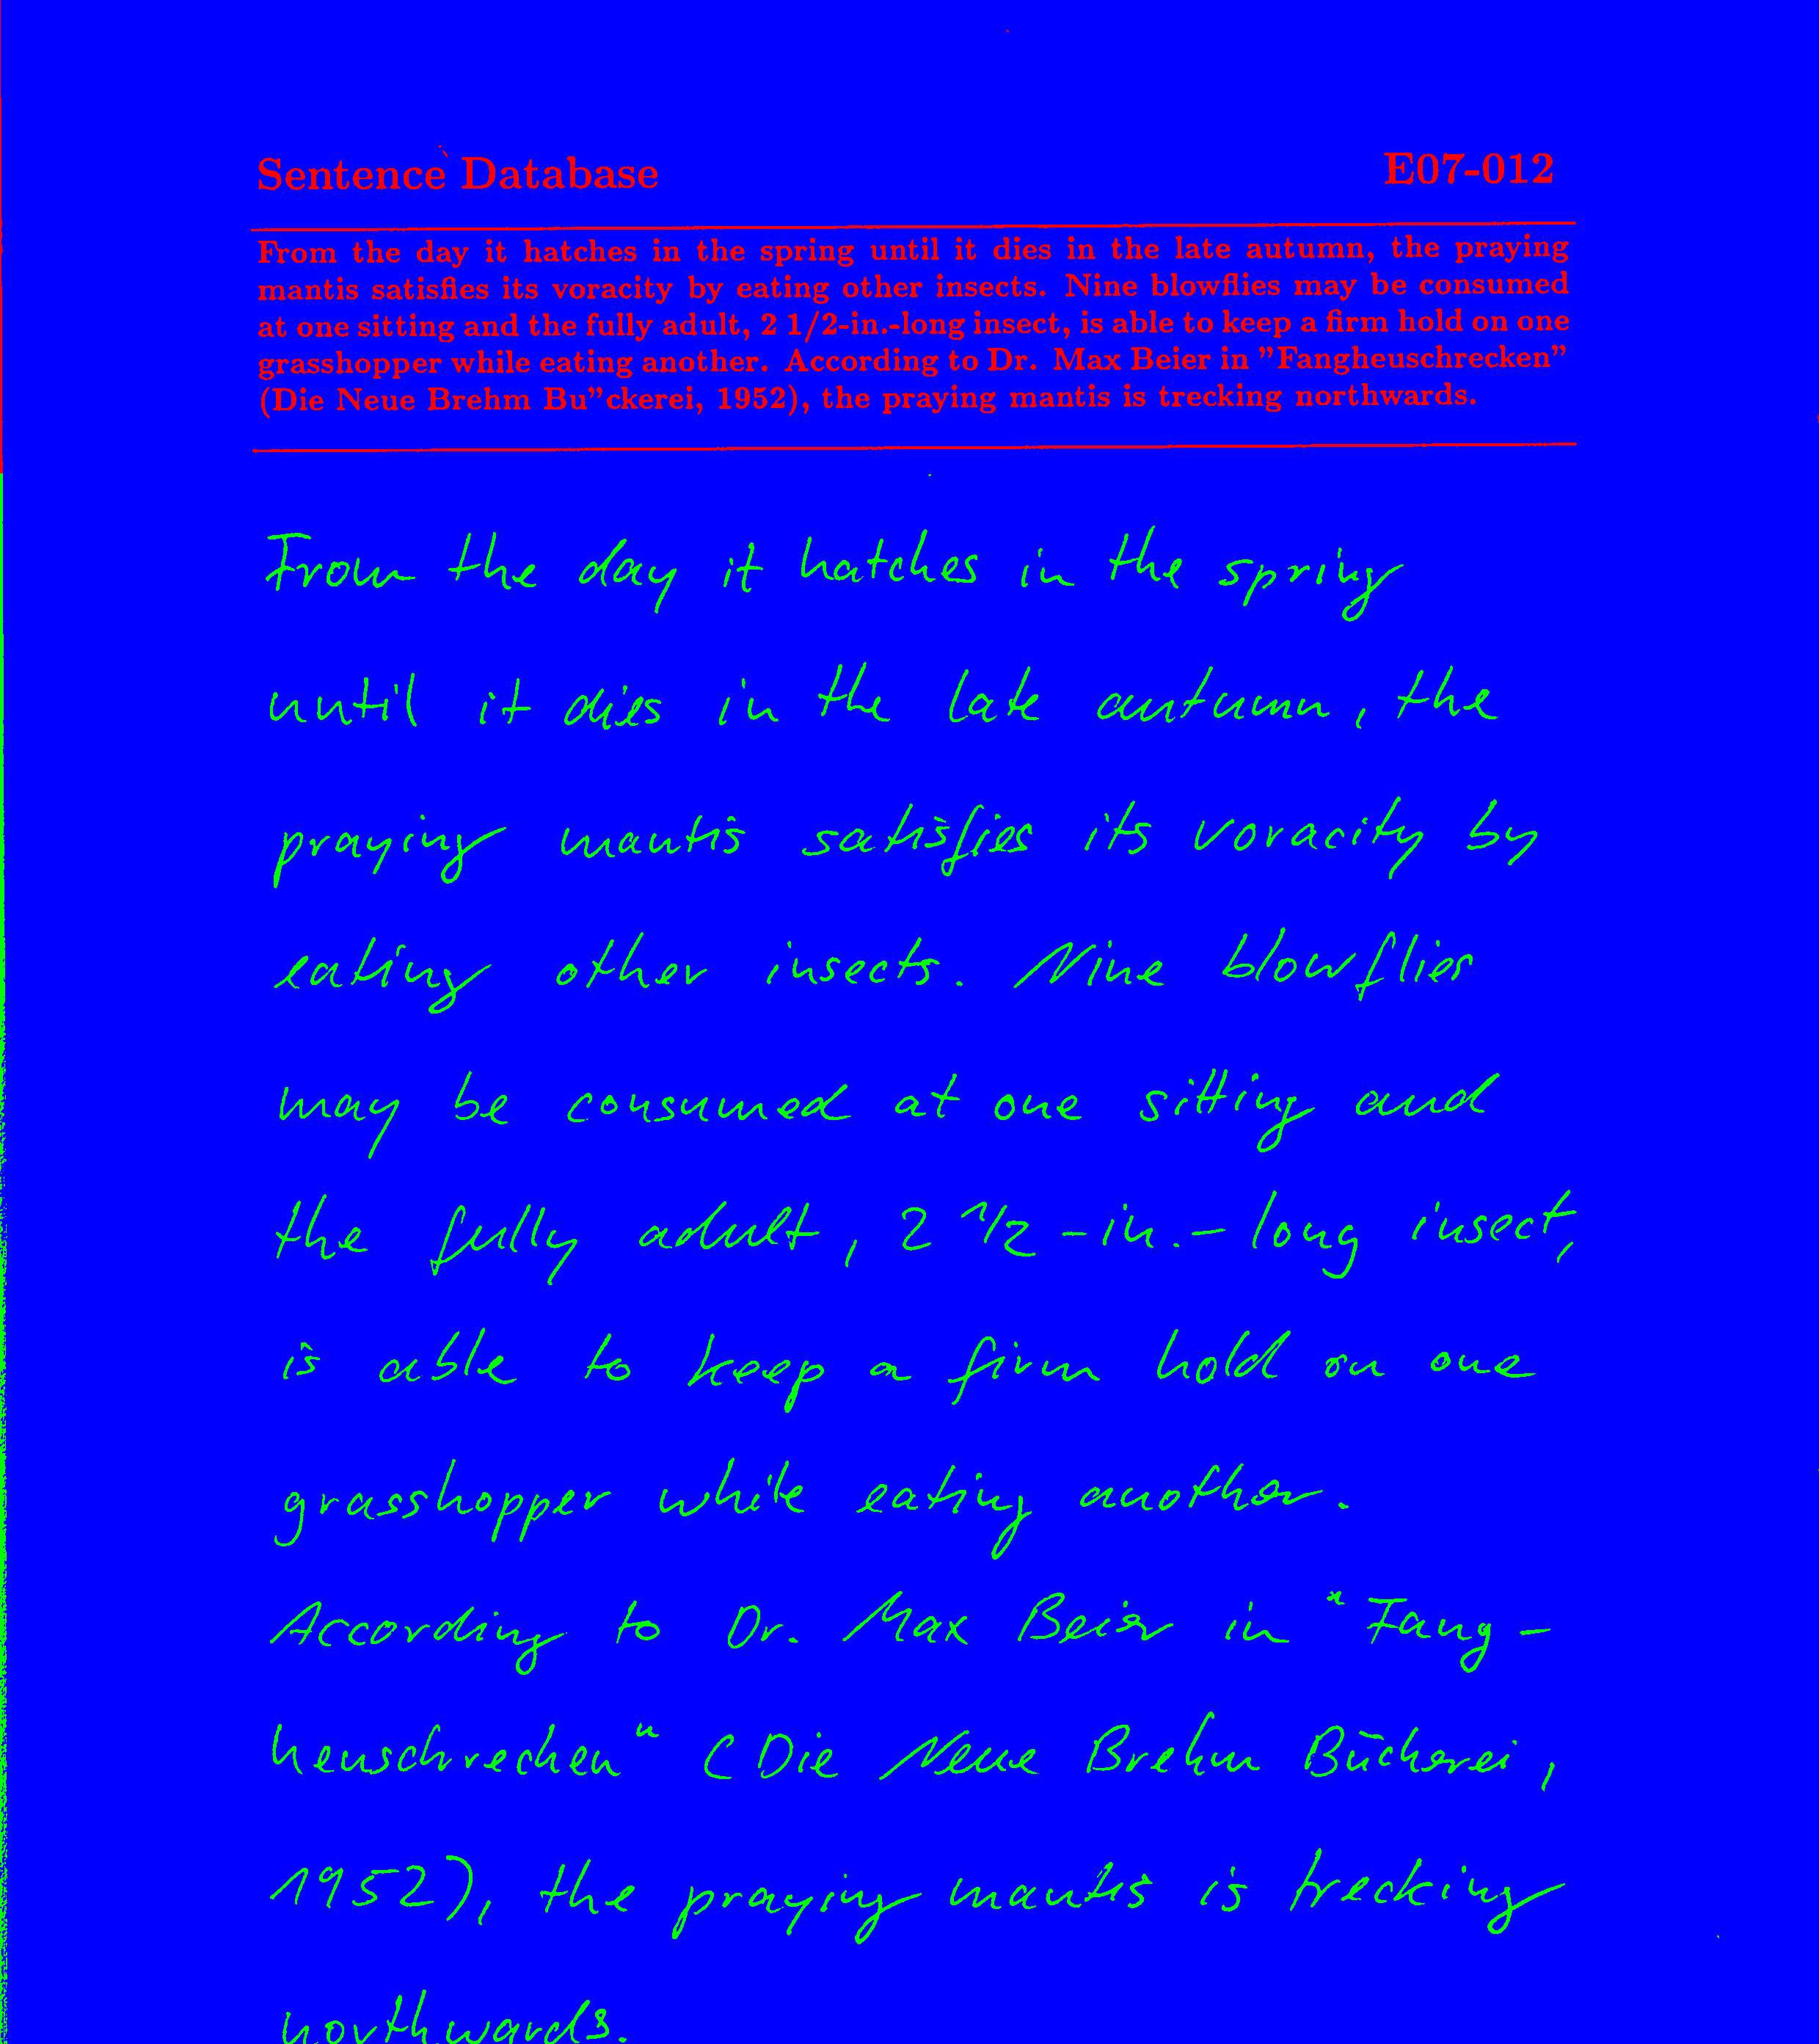 Sentence Database E07-012
From the day it hatches in the spring until it dies in the late autumn, the praying
mantis satisfies its voracity by eating other insects. Nine blowflies may be consumed
at one sitting and the fully adult, 2 1/2-in.-long insect, is able to keep a firm hold on one
grasshopper while eating another. According to Dr. Max Beier in "Fangheuschrecken"
(Die Neue Brehm Bu"ckerei, 1952), the praying mantis is trecking northwards.
From the day it hatches in the spring
until it dies in the late autumn, the
praying mantis satisfies its voracity by
eating other insects. Nine blowflies
may be consumed at one sitting and
the fully adult, 2 1/2-in.-long insect,
is able to keep a firm hold on one
grasshopper while eating another.
According to Dr. Max Beier in "Fang-
heuschrecken" (Die Neue Brehm Bücherei,
1952), the praying mantis is trecking
northwards.